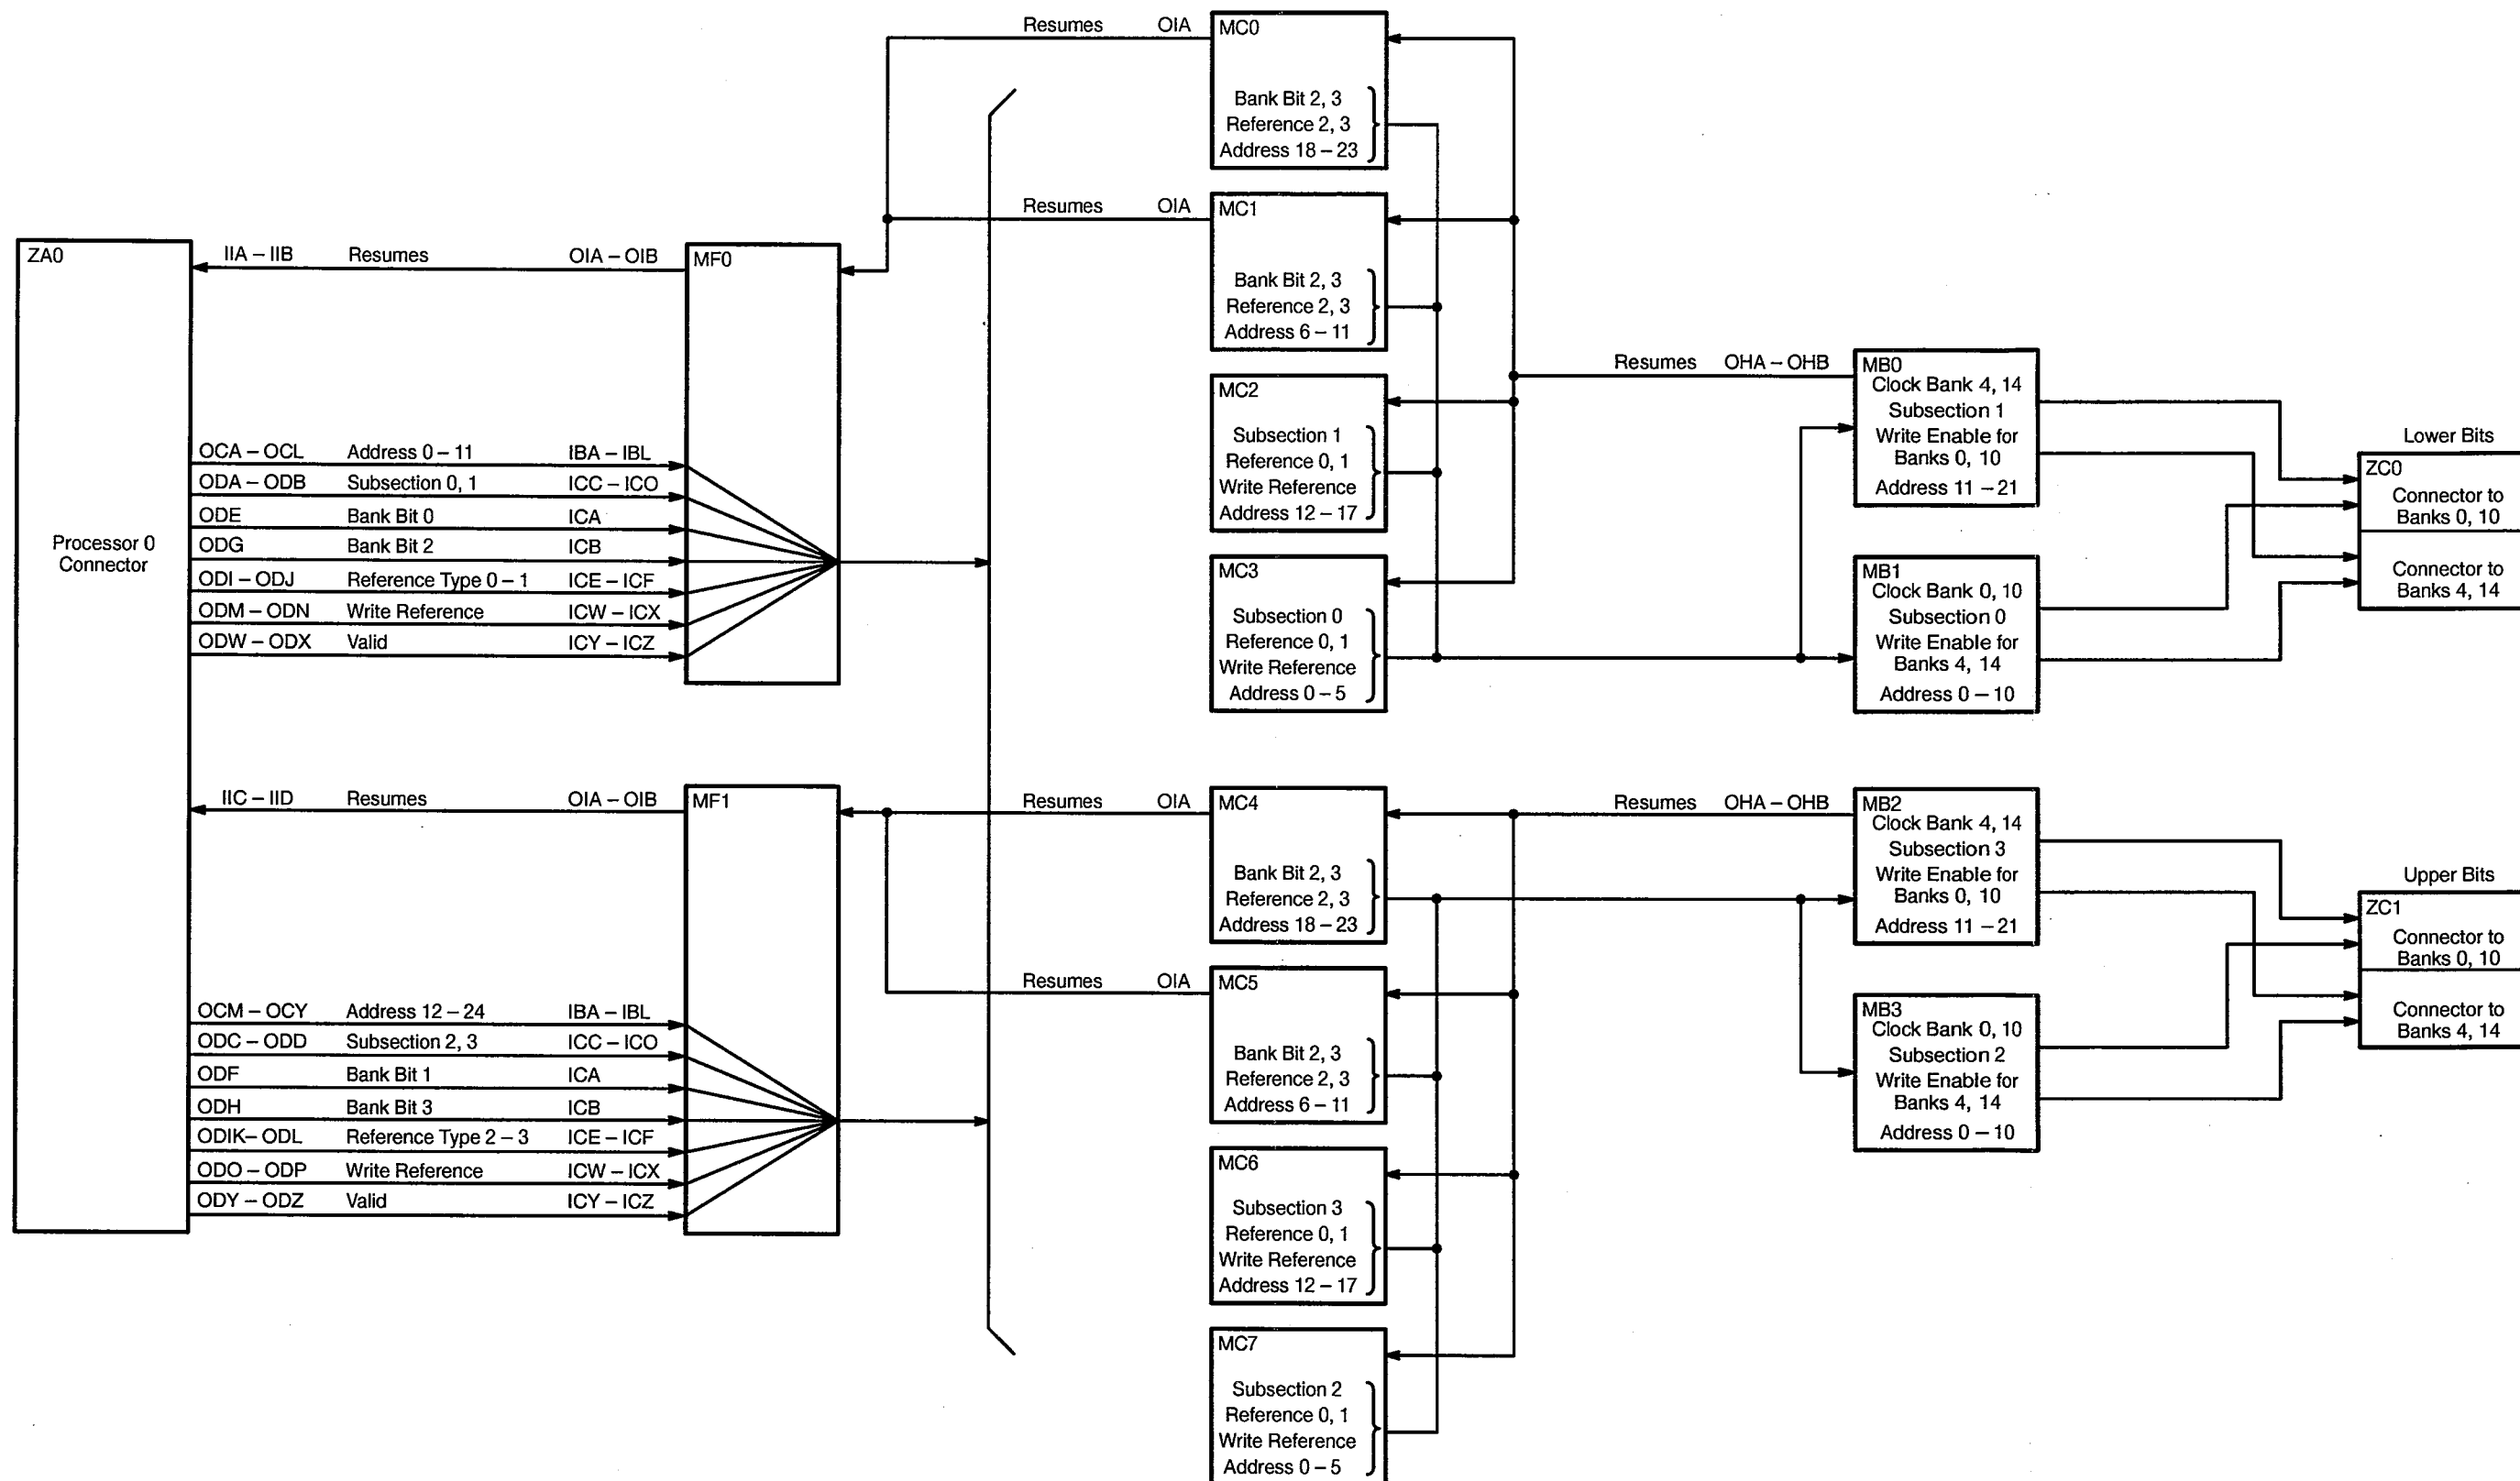 Resumes OIA
MC0
Bank Bit 2, 3
Reference 2, 3
Address 18 – 23
Resumes OIA
MC1
Bank Bit 2, 3
Reference 2, 3
Address 6 – 11
MC2
Subsection 1
Reference 0, 1
Write Reference
Address 12 – 17
MC3
Subsection 0
Reference 0, 1
Write Reference
Address 0 – 5
ZA0
Processor 0
Connector
IIA – IIB Resumes OIA – OIB
MF0
OCA – OCL Address 0 – 11 IBA – IBL
ODA – ODB Subsection 0, 1 ICC – ICO
ODE Bank Bit 0 ICA
ODG Bank Bit 2 ICB
ODI – ODJ Reference Type 0 – 1 ICE – ICF
ODM – ODN Write Reference ICW – ICX
ODW – ODX Valid ICY – ICZ
Resumes OHA – OHB
MB0
Clock Bank 4, 14
Subsection 1
Write Enable for
Banks 0, 10
Address 11 – 21
MB1
Clock Bank 0, 10
Subsection 0
Write Enable for
Banks 4, 14
Address 0 – 10
Lower Bits
ZC0
Connector to
Banks 0, 10
Connector to
Banks 4, 14
IIC – IID Resumes OIA – OIB
MF1
OCM – OCY Address 12 – 24 IBA – IBL
ODC – ODD Subsection 2, 3 ICC – ICO
ODF Bank Bit 1 ICA
ODH Bank Bit 3 ICB
ODIK– ODL Reference Type 2 – 3 ICE – ICF
ODO – ODP Write Reference ICW – ICX
ODY – ODZ Valid ICY – ICZ
Resumes OIA
MC4
Bank Bit 2, 3
Reference 2, 3
Address 18 – 23
Resumes OIA
MC5
Bank Bit 2, 3
Reference 2, 3
Address 6 – 11
MC6
Subsection 3
Reference 0, 1
Write Reference
Address 12 – 17
MC7
Subsection 2
Reference 0, 1
Write Reference
Address 0 – 5
Resumes OHA – OHB
MB2
Clock Bank 4, 14
Subsection 3
Write Enable for
Banks 0, 10
Address 11 – 21
MB3
Clock Bank 0, 10
Subsection 2
Write Enable for
Banks 4, 14
Address 0 – 10
Upper Bits
ZC1
Connector to
Banks 0, 10
Connector to
Banks 4, 14